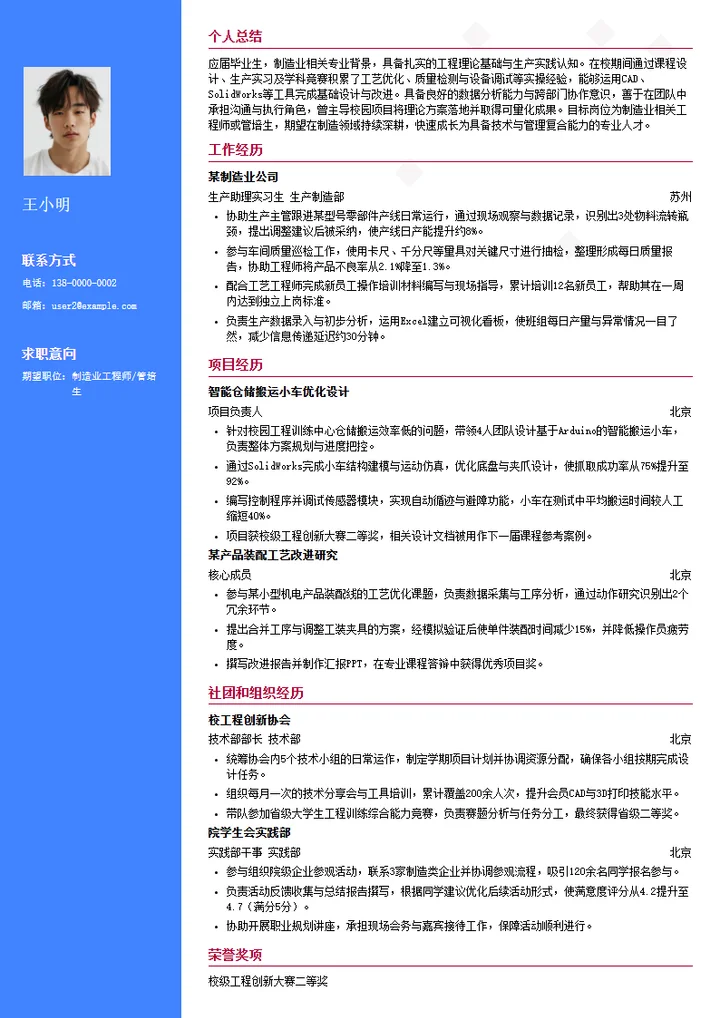 王小明
联系方式
电话：138-0000-0002
邮箱：user2@example.com
求职意向
期望职位：制造业工程师/管培
生
个人总结
应届毕业生，制造业相关专业背景，具备扎实的工程理论基础与生产实践认知。在校期间通过课程设
计、生产实习及学科竞赛积累了工艺优化、质量检测与设备调试等实操经验，能够运用CAD、
SolidWorks等工具完成基础设计与改进。具备良好的数据分析能力与跨部门协作意识，善于在团队中
承担沟通与执行角色，曾主导校园项目将理论方案落地并取得可量化成果。目标岗位为制造业相关工
程师或管培生，期望在制造领域持续深耕，快速成长为具备技术与管理复合能力的专业人才。
工作经历
某制造业公司
生产助理实习生 生产制造部 苏州
• 协助生产主管跟进某型号零部件产线日常运行，通过现场观察与数据记录，识别出3处物料流转瓶
颈，提出调整建议后被采纳，使产线日产能提升约8%。
• 参与车间质量巡检工作，使用卡尺、千分尺等量具对关键尺寸进行抽检，整理形成每日质量报
告，协助工程师将产品不良率从2.1%降至1.3%。
• 配合工艺工程师完成新员工操作培训材料编写与现场指导，累计培训12名新员工，帮助其在一周
内达到独立上岗标准。
• 负责生产数据录入与初步分析，运用Excel建立可视化看板，使班组每日产量与异常情况一目了
然，减少信息传递延迟约30分钟。
项目经历
智能仓储搬运小车优化设计
项目负责人 北京
• 针对校园工程训练中心仓储搬运效率低的问题，带领4人团队设计基于Arduino的智能搬运小车，
负责整体方案规划与进度把控。
• 通过SolidWorks完成小车结构建模与运动仿真，优化底盘与夹爪设计，使抓取成功率从75%提升至
92%。
• 编写控制程序并调试传感器模块，实现自动循迹与避障功能，小车在测试中平均搬运时间较人工
缩短40%。
• 项目获校级工程创新大赛二等奖，相关设计文档被用作下一届课程参考案例。
某产品装配工艺改进研究
核心成员 北京
• 参与某小型机电产品装配线的工艺优化课题，负责数据采集与工序分析，通过动作研究识别出2个
冗余环节。
• 提出合并工序与调整工装夹具的方案，经模拟验证后使单件装配时间减少15%，并降低操作员疲劳
度。
• 撰写改进报告并制作汇报PPT，在专业课程答辩中获得优秀项目奖。
社团和组织经历
校工程创新协会
技术部部长 技术部 北京
• 统筹协会内5个技术小组的日常运作，制定学期项目计划并协调资源分配，确保各小组按期完成设
计任务。
• 组织每月一次的技术分享会与工具培训，累计覆盖200余人次，提升会员CAD与3D打印技能水平。
• 带队参加省级大学生工程训练综合能力竞赛，负责赛题分析与任务分工，最终获得省级二等奖。
院学生会实践部
实践部干事 实践部 北京
• 参与组织院级企业参观活动，联系3家制造类企业并协调参观流程，吸引120余名同学报名参与。
• 负责活动反馈收集与总结报告撰写，根据同学建议优化后续活动形式，使满意度评分从4.2提升至
4.7（满分5分）。
• 协助开展职业规划讲座，承担现场会务与嘉宾接待工作，保障活动顺利进行。
荣誉奖项
校级工程创新大赛二等奖